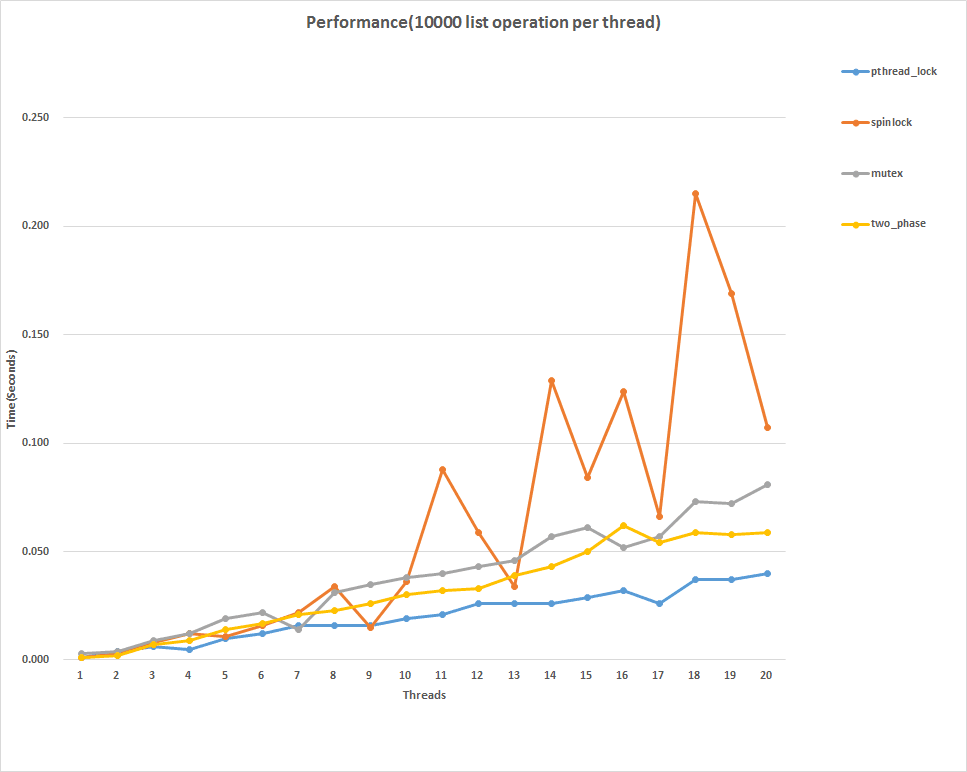 Performance(10000 list operation per thread)
pthread_lock
spinlock
mutex
two_phase
0.250
0.200
0.150
0.100
0.050
0.000
Time(Seconds)
1 2 3 4 5 6 7 8 9 10 11 12 13 14 15 16 17 18 19 20
Threads